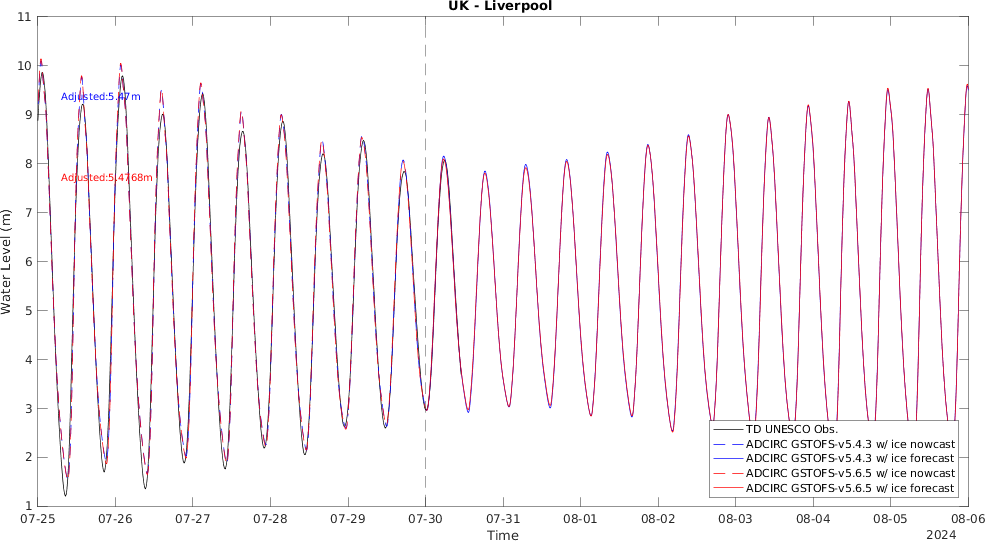 UK - Liverpool
11
10
9
8
7
6
5
4
3
2
1
Water Level (m)
Adjusted:5.47m
Adjusted:5.4768m
TD UNESCO Obs.
ADCIRC GSTOFS-v5.4.3 w/ ice nowcast
ADCIRC GSTOFS-v5.4.3 w/ ice forecast
ADCIRC GSTOFS-v5.6.5 w/ ice nowcast
ADCIRC GSTOFS-v5.6.5 w/ ice forecast
07-25 07-26 07-27 07-28 07-29 07-30 07-31 08-01 08-02 08-03 08-04 08-05 08-06
Time
2024